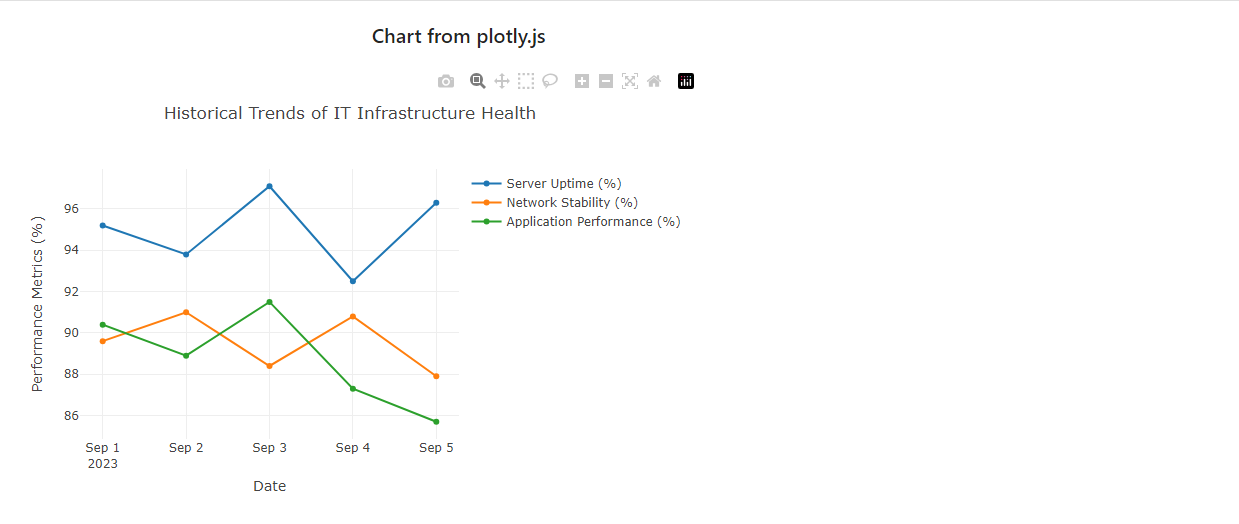 Chart from plotly.js
Historical Trends of IT Infrastructure Health
Server Uptime (%)
Network Stability (%)
Application Performance (%)
Performance Metrics (%)
96
94
92
90
88
86
Sep 1 Sep 2 Sep 3 Sep 4 Sep 5
2023
Date